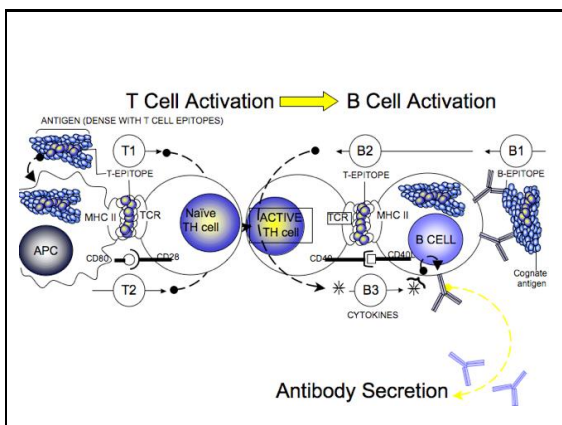 T Cell Activation
B Cell Activation
ANTIGEN (DENSE WITH T CELL EPITOPES)
T1
B2
B1
T-EPITOPE
T-EPITOPE
B-EPITOPE
MHC II
TCR
Naïve
TH cell
ACTIVE
TH cell
TCR
MHC II
APC
B CELL
CD80
CD28
CD40
CD40L
Cognate
antigen
T2
B3
CYTOKINES
Antibody Secretion